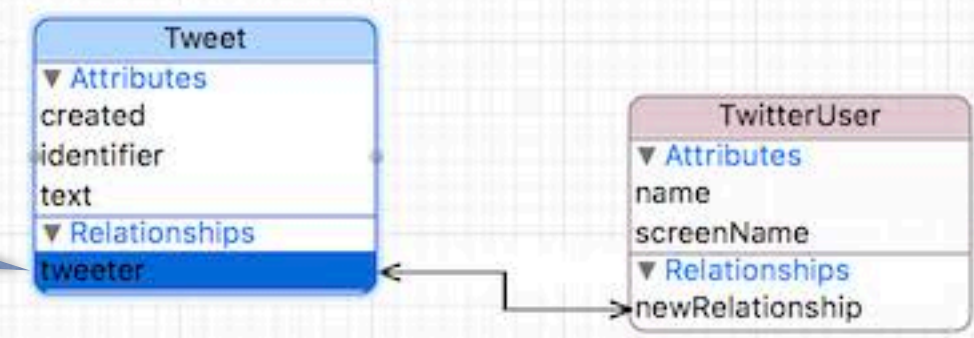 Tweet
▼ Attributes
created
identifier
text
▼ Relationships
tweeter
TwitterUser
▼ Attributes
name
screenName
▼ Relationships
newRelationship